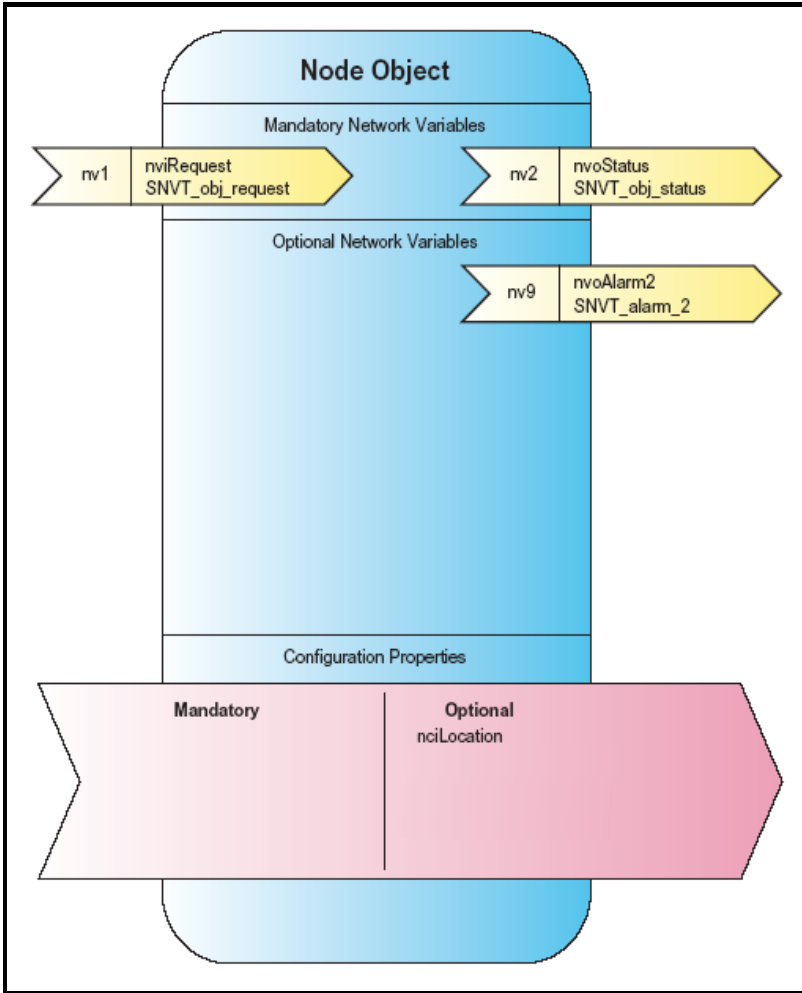 Node Object
Mandatory Network Variables
nv1
nviRequest
SNVT_obj_request
nv2
nvoStatus
SNVT_obj_status
Optional Network Variables
nv9
nvoAlarm2
SNVT_alarm_2
Configuration Properties
Mandatory
Optional
nciLocation